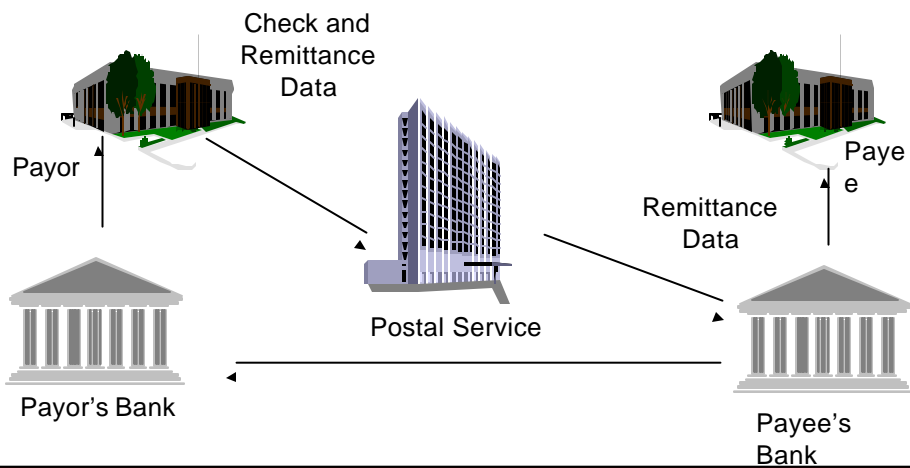 Check and
Remittance
Data
Payor
Paye
e
Remittance
Data
Postal Service
Payor's Bank
Payee's
Bank